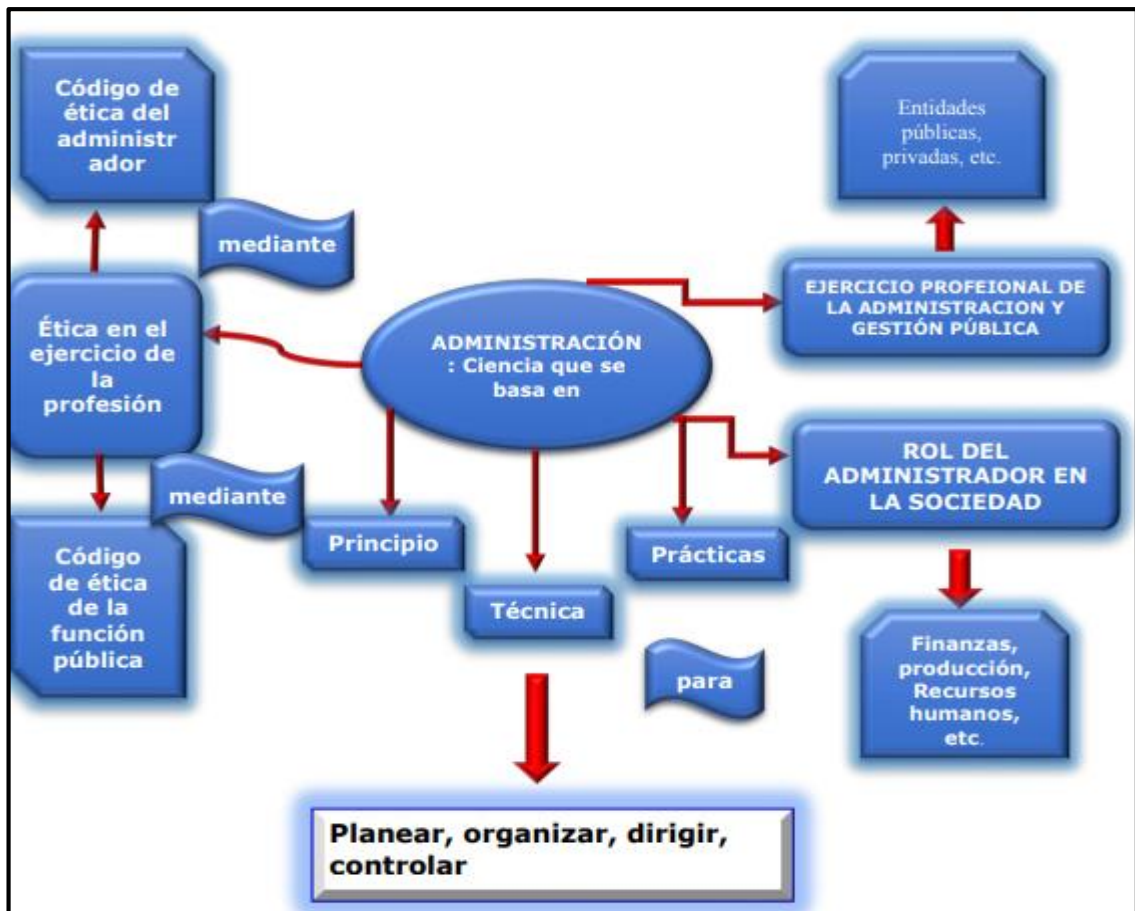 Código de
ética del
administr
ador
mediante
Ética en el
ejercicio de
la
profesión
mediante
Código
de ética
de la
función
pública
ADMINISTRACIÓN
: Ciencia que se
basa en
Principio
Técnica
Prácticas
para
Planear, organizar, dirigir,
controlar
Entidades
públicas,
privadas, etc.
EJERCICIO PROFEIONAL DE
LA ADMINISTRACION Y
GESTIÓN PÚBLICA
ROL DEL
ADMINISTRADOR EN
LA SOCIEDAD
Finanzas,
producción,
Recursos
humanos,
etc.